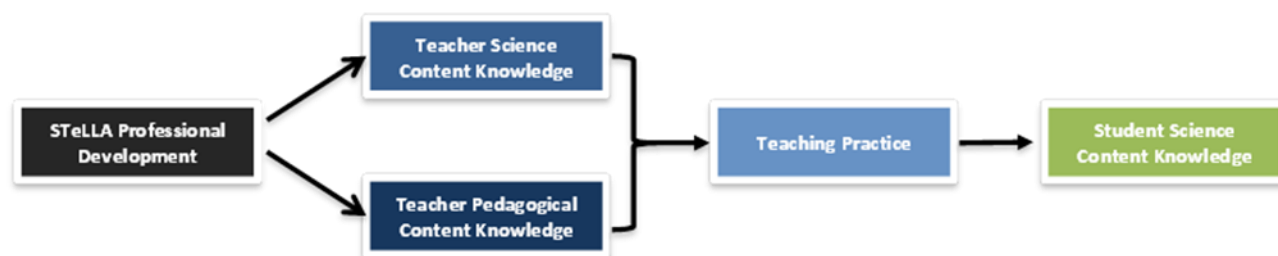 STeLLA Professional
Development
Teacher Science
Content Knowledge
Teacher Pedagogical
Content Knowledge
Teaching Practice
Student Science
Content Knowledge